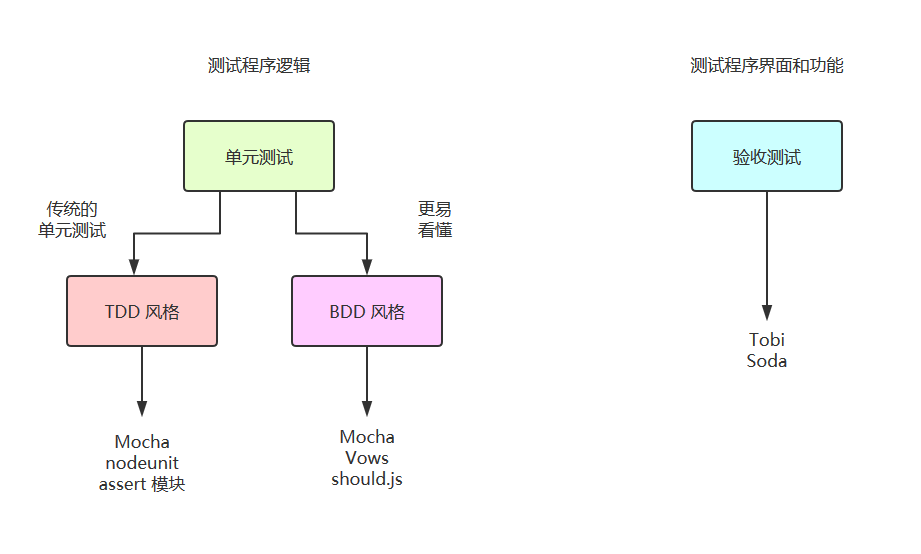 测试程序逻辑
测试程序界面和功能
单元测试
验收测试
传统的
单元测试
更易
看懂
TDD 风格
BDD 风格
Tobi
Soda
Mocha
nodeunit
assert 模块
Mocha
Vows
should.js